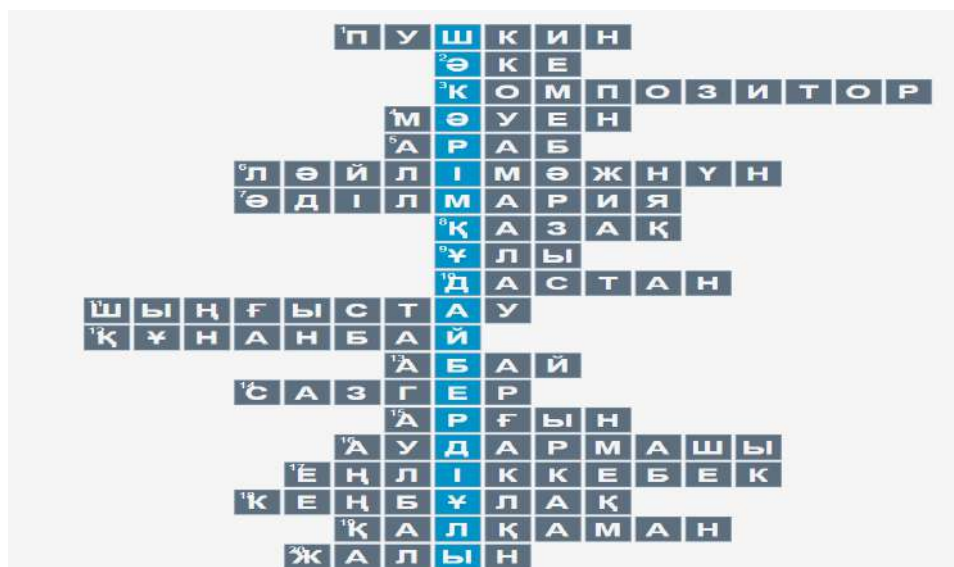 1ПУШКИН
2ӘКЕ
3КОМПОЗИТОР
4МӘУЕН
5АРАБ
6ЛӘЙЛІМӘЖНҮН
7ӘДІЛМАРИЯ
8ҚАЗАҚ
9ҰЛЫ
10ДАСТАН
11ШЫҢҒЫСТАУ
12ҚҰНАНБАЙ
13АБАЙ
14САЗГЕР
15АРҒЫН
16АУДАРМАШЫ
17ЕҢЛІККЕБЕК
18КЕҢБҰЛАҚ
19ҚАЛҚАМАН
20ЖАЛЫН